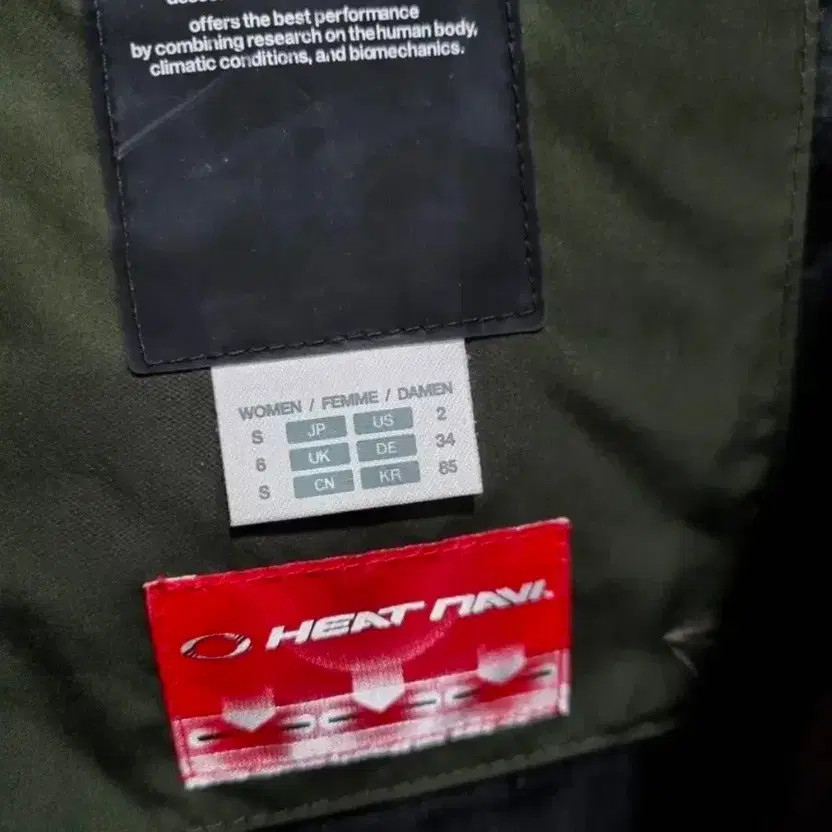 offers the best performance
by combining research on the human body,
climatic conditions, and biomechanics.
WOMEN / FEMME / DAMEN
S JP US 2
6 UK DE 34
S CN KR 85
HEAT NAVI.